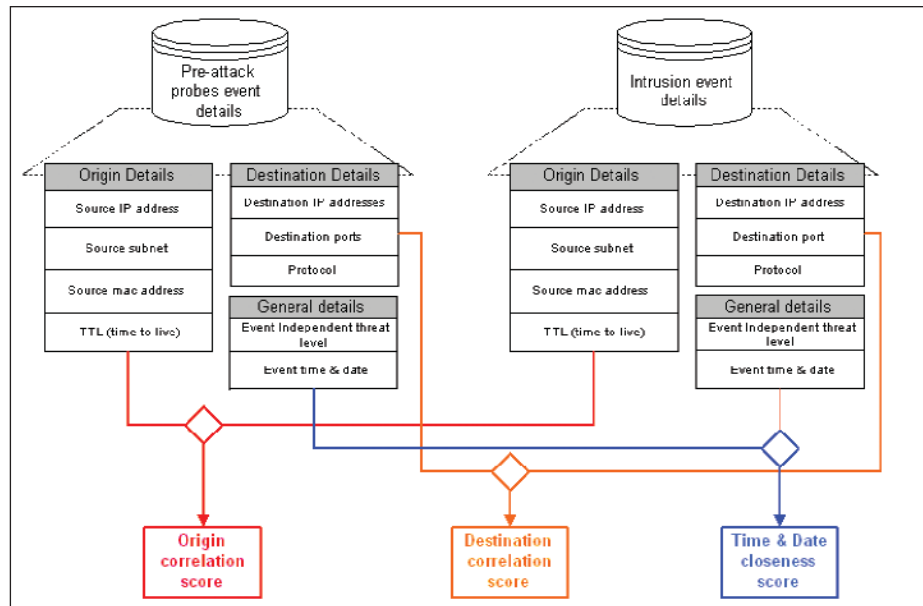 Pre-attack
probes event
details
Intrusion event
details
Origin Details
Source IP address
Source subnet
Source mac address
TTL (time to live)
Destination Details
Destination IP addresses
Destination ports
Protocol
General details
Event Independent threat
level
Event time & date
Origin Details
Source IP address
Source subnet
Source mac address
TTL (time to live)
Destination Details
Destination IP address
Destination port
Protocol
General details
Event Independent threat
level
Event time & date
Origin
correlation
score
Destination
correlation
score
Time & Date
closeness
score